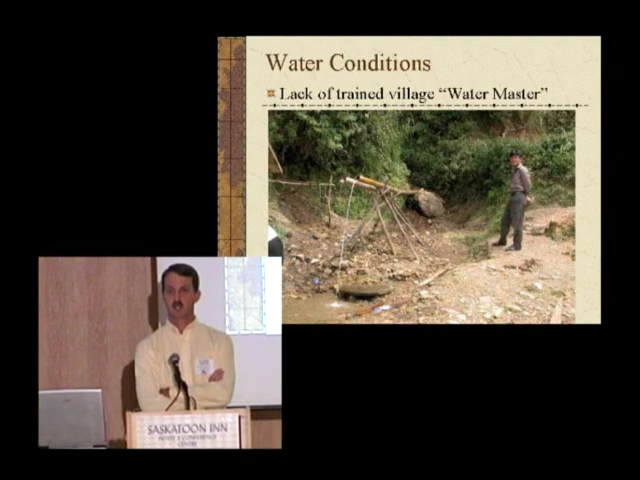 Water Conditions
Lack of trained village “Water Master”
SASKATOON INN
HOTEL & CONFERENCE
CENTRE